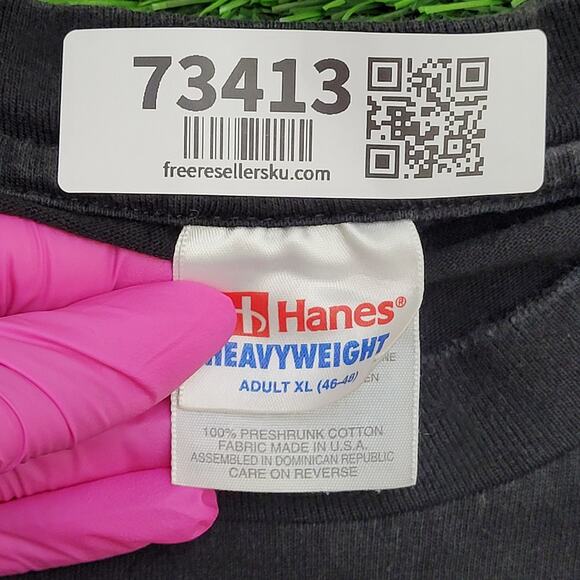 73413
freeresellersku.com
Hanes®
HEAVYWEIGHT
ADULT XL (46-48)
100% PRESHRUNK COTTON
FABRIC MADE IN U.S.A.
ASSEMBLED IN DOMINICAN REPUBLIC
CARE ON REVERSE